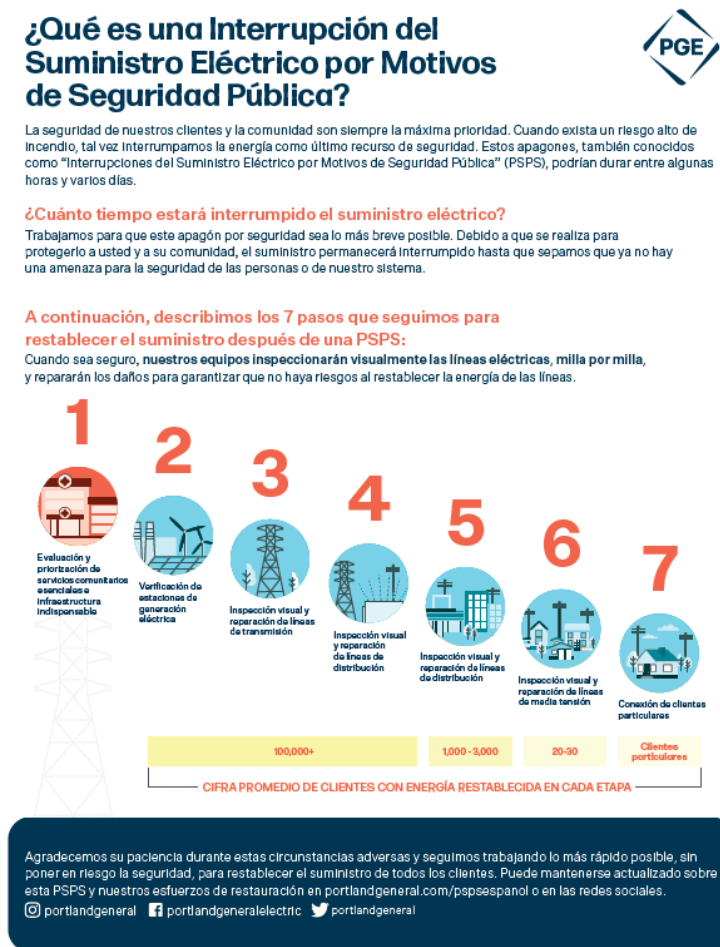 ¿Qué es una Interrupción del
Suministro Eléctrico por Motivos
de Seguridad Pública?
PGE
La seguridad de nuestros clientes y la comunidad son siempre la máxima prioridad. Cuando exista un riesgo alto de
incendio, tal vez interrumpamos la energía como último recurso de seguridad. Estos apagones, también conocidos
como “Interrupciones del Suministro Eléctrico por Motivos de Seguridad Pública” (PSPS), podrían durar entre algunas
horas y varios días.
¿Cuánto tiempo estará interrumpido el suministro eléctrico?
Trabajamos para que este apagón por seguridad sea lo más breve posible. Debido a que se realiza para
protegerlo a usted y a su comunidad, el suministro permanecerá interrumpido hasta que sepamos que ya no hay
una amenaza para la seguridad de las personas o de nuestro sistema.
A continuación, describimos los 7 pasos que seguimos para
restablecer el suministro después de una PSPS:
Cuando sea seguro, nuestros equipos inspeccionarán visualmente las líneas eléctricas, milla por milla,
y repararán los daños para garantizar que no haya riesgos al restablecer la energía de las líneas.
1
Evaluación y
priorización de
servicios comunitarios
esenciales e
infraestructura
indispensable
2
Verificación de
estaciones de
generación
eléctrica
3
Inspección visual y
reparación de líneas
de transmisión
4
Inspección visual
y reparación
de líneas de
distribución
5
Inspección visual y
reparación de líneas
de distribución
6
Inspección visual y
reparación de líneas
de media tensión
7
Conexión de clientes
particulares
100,000+
1,000 - 3,000
20-30
Clientes
particulares
CIFRA PROMEDIO DE CLIENTES CON ENERGÍA RESTABLECIDA EN CADA ETAPA
Agradecemos su paciencia durante estas circunstancias adversas y seguimos trabajando lo más rápido posible, sin
poner en riesgo la seguridad, para restablecer el suministro de todos los clientes. Puede mantenerse actualizado sobre
esta PSPS y nuestros esfuerzos de restauración en portlandgeneral.com/pspsespanol o en las redes sociales.
portlandgeneral portlandgeneralelectric portlandgeneral